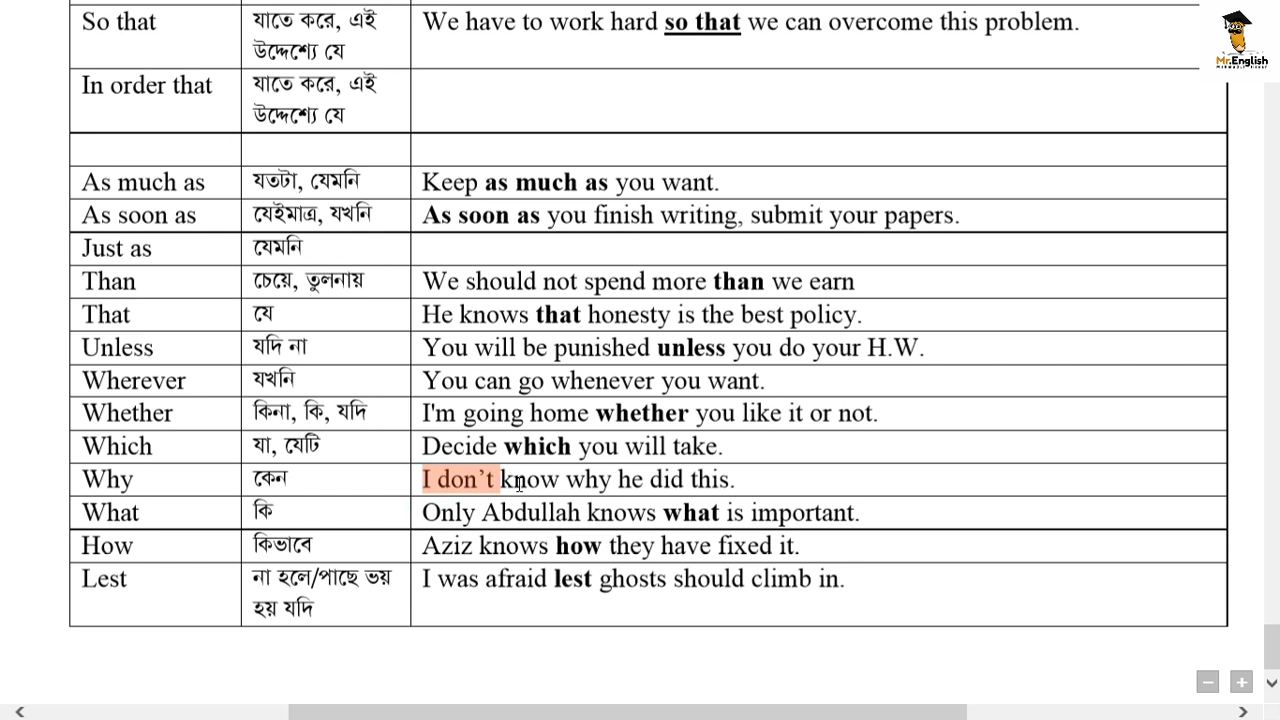 So that যাতে করে, এই We have to work hard so that we can overcome this problem.
উদ্দেশ্যে যে
Mr.English
In order that যাতে করে, এই
উদ্দেশ্যে যে
As much as যতটা, যেমনি Keep as much as you want.
As soon as যেইমাত্র, যখনি As soon as you finish writing, submit your papers.
Just as যেমনি
Than চেয়ে, তুলনায় We should not spend more than we earn
That যে He knows that honesty is the best policy.
Unless যদি না You will be punished unless you do your H.W.
Wherever যখনি You can go whenever you want.
Whether কিনা, কি, যদি I'm going home whether you like it or not.
Which যা, যেটি Decide which you will take.
Why কেন I don’t know why he did this.
What কি Only Abdullah knows what is important.
How কিভাবে Aziz knows how they have fixed it.
Lest না হলে/পাছে ভয় I was afraid lest ghosts should climb in.
হয় যদি